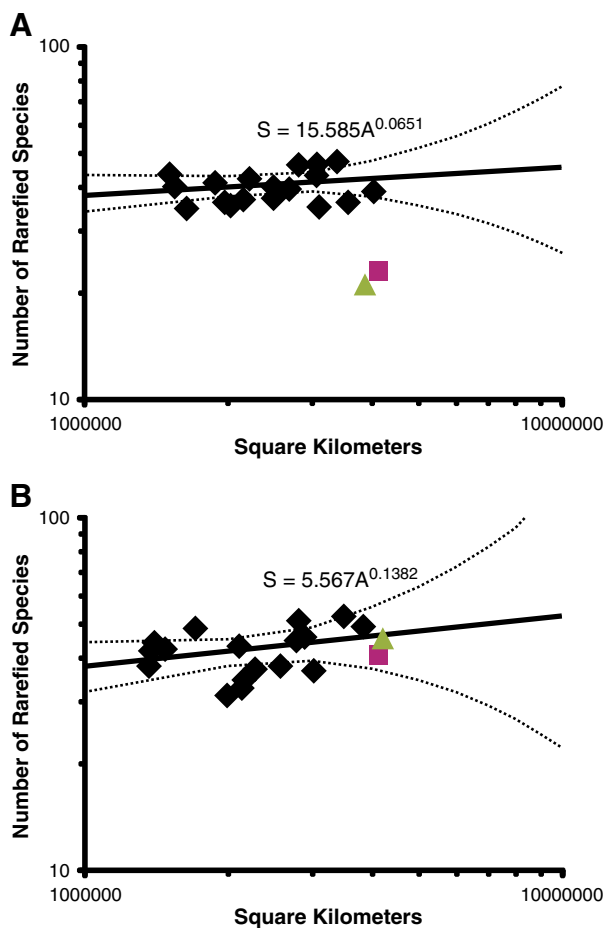 A
100
Number of Rarefied Species
S = 15.585A^0.0651
10
1000000
10000000
Square Kilometers
B
100
Number of Rarefied Species
S = 5.567A^0.1382
10
1000000
10000000
Square Kilometers